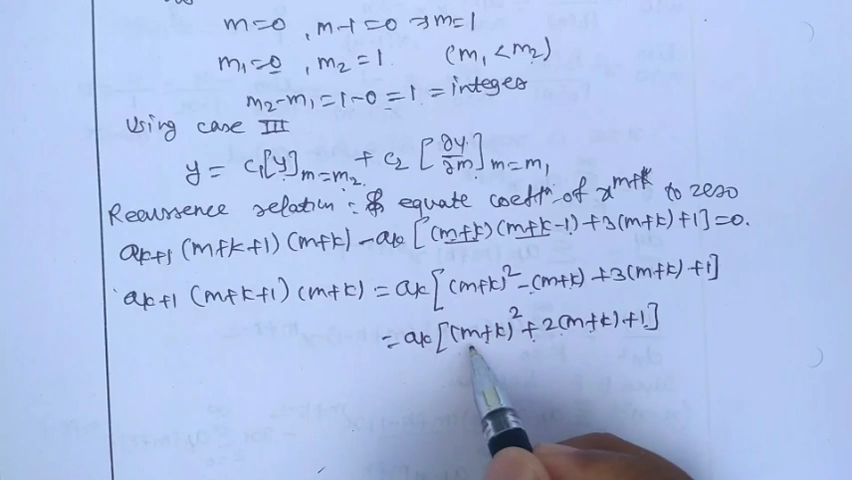 m=0 , m-1=0 ⇒ m=1
m₁=0 , m₂=1 (m₁<m₂)
m₂-m₁=1-0=1=integer
Using case III
y = c₁[y]ₘ₌ₘ₂ + c₂[∂y/∂m]ₘ₌ₘ₁
Recurrence relation:- equate coeffn. of x^(m+k) to zero
aₖ₊₁(m+k+1)(m+k)-aₖ[(m+k)(m+k-1)+3(m+k)+1]=0.
aₖ₊₁(m+k+1)(m+k)=aₖ[(m+k)²-(m+k)+3(m+k)+1]
=aₖ[(m+k)²+2(m+k)+1]